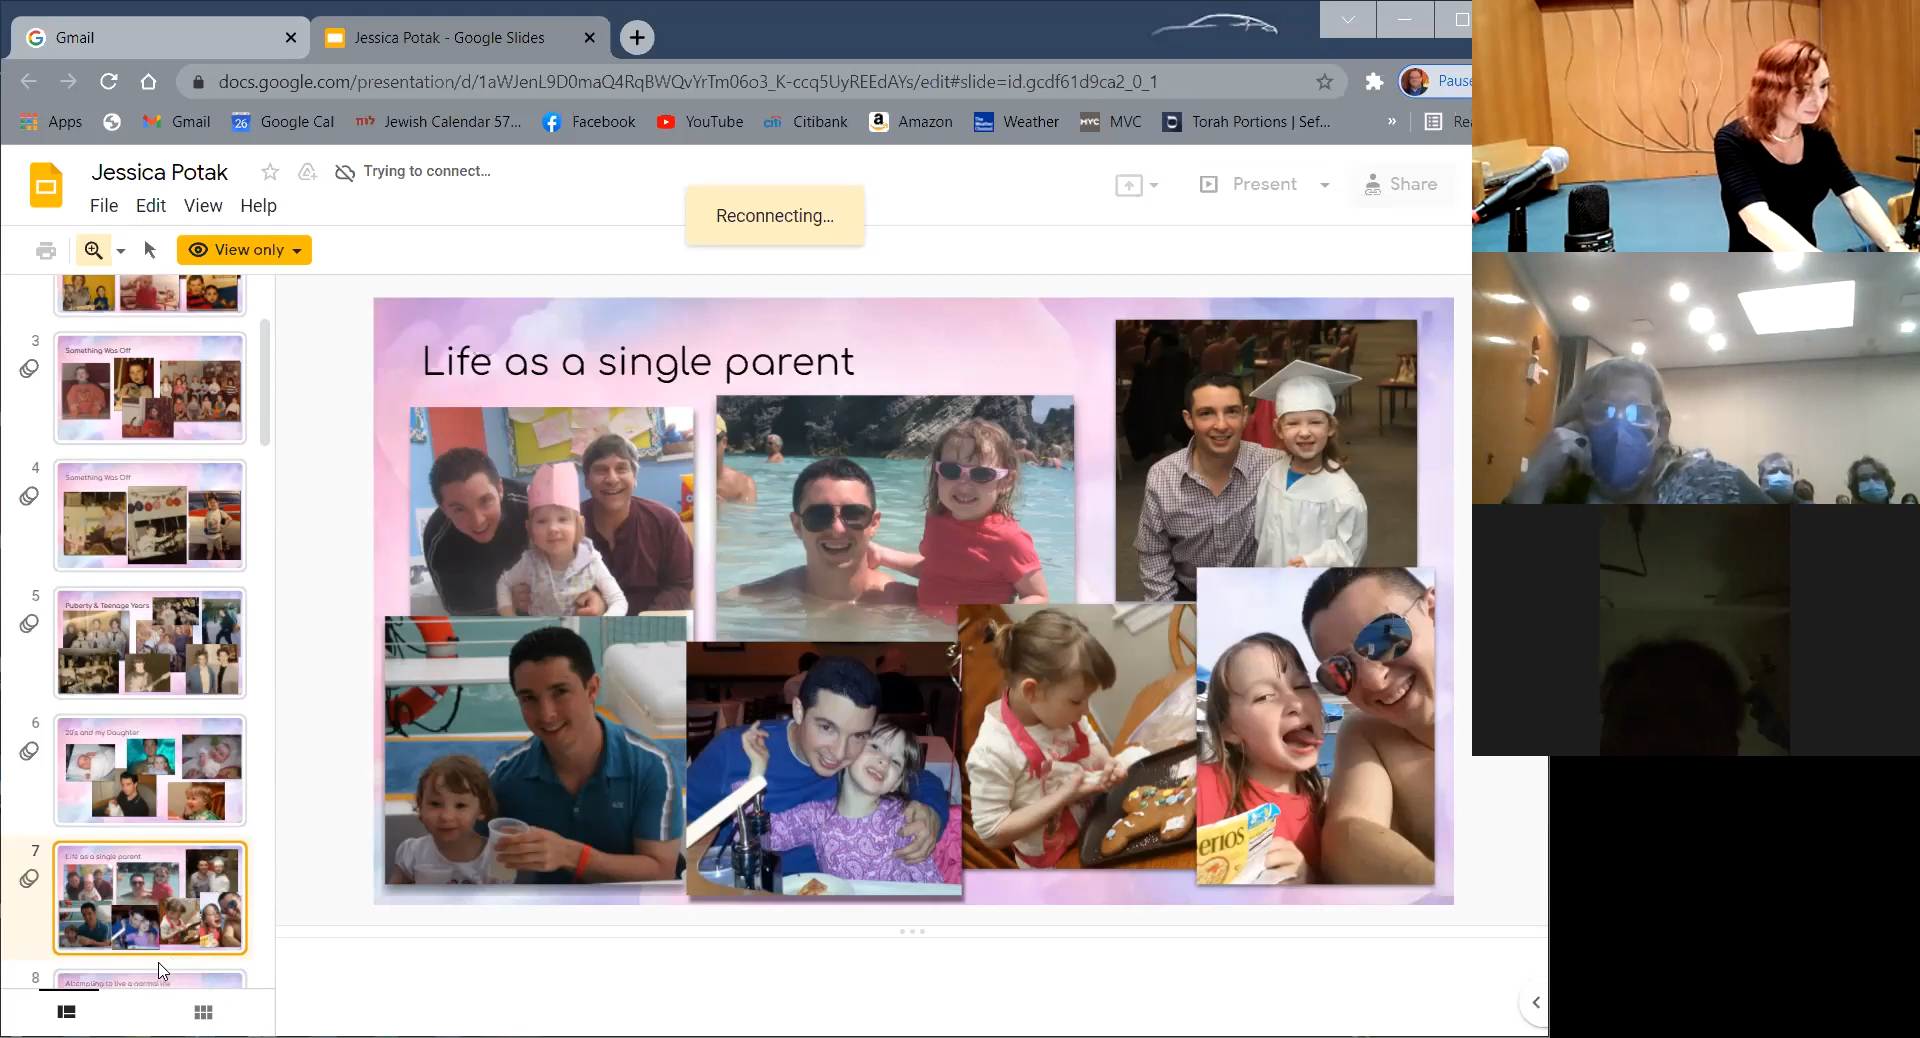 Gmail
Jessica Potak - Google Slides
docs.google.com/presentation/d/1aWJenL9D0maQ4RqBWQvYrTm06o3_K-ccq5UyREEdAYs/edit#slide=id.gcdf61d9ca2_0_1
Pause
Apps
Gmail
26
Google Cal
Jewish Calendar 57...
Facebook
YouTube
citi
Citibank
a
Amazon
Weather
MVC
MVC
Torah Portions | Sef...
»
Rea
Jessica Potak
Trying to connect...
File Edit View Help
Reconnecting...
Present
Share
View only
3
Something Was Off
4
Something Was Off
5
Puberty & Teenage Years
6
20's and my Daughter
7
Life as a single parent
8
Attempting to live a normal life
Life as a single parent
erios